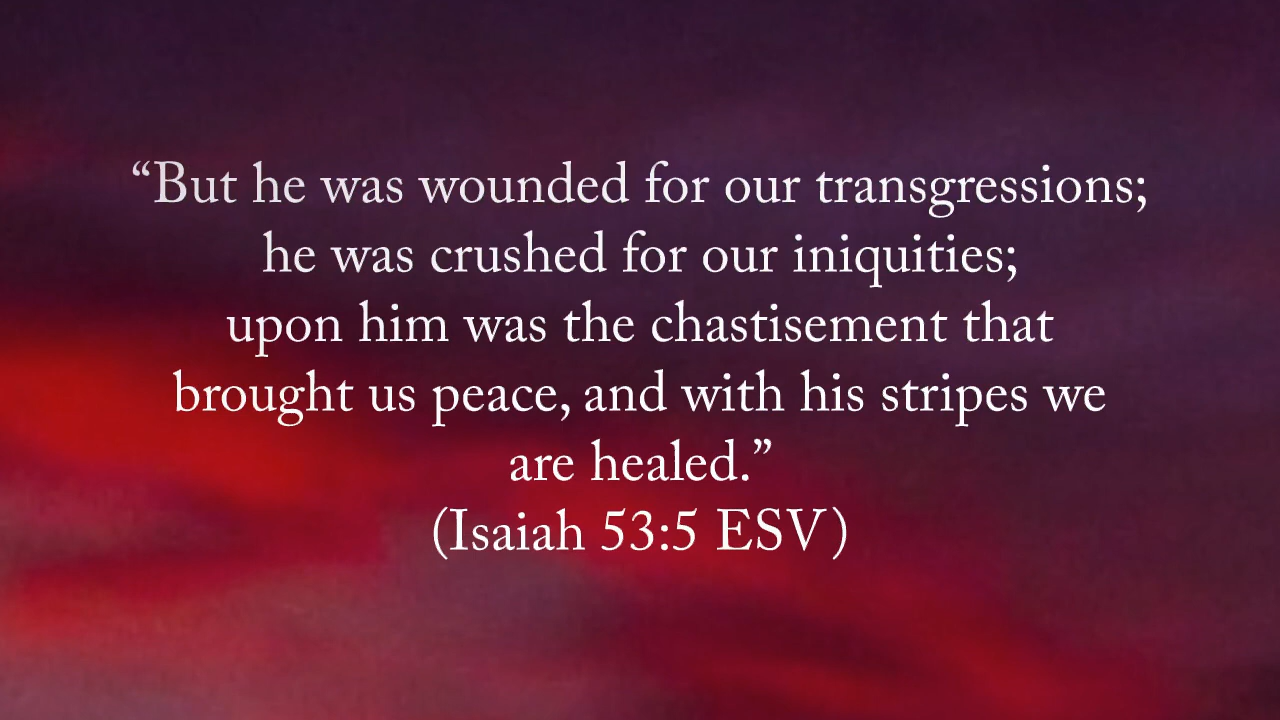 “But he was wounded for our transgressions;
he was crushed for our iniquities;
upon him was the chastisement that
brought us peace, and with his stripes we
are healed.”
(Isaiah 53:5 ESV)